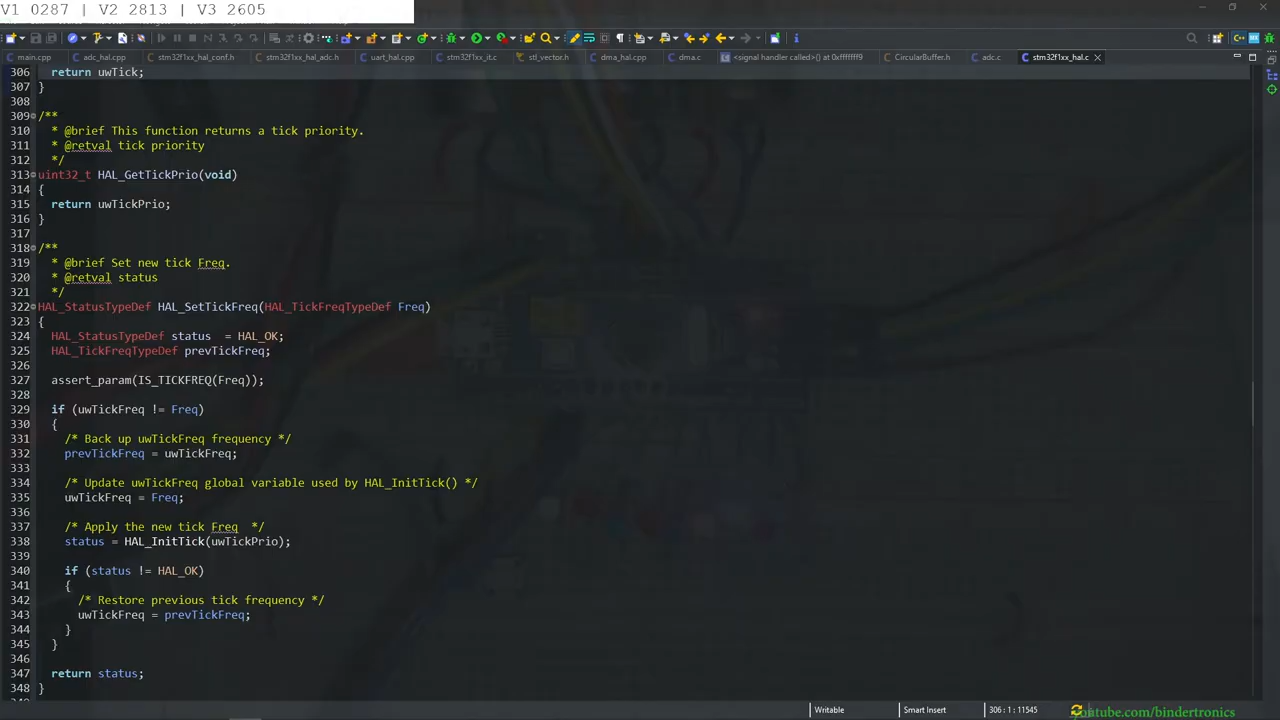 V1 0287 | V2 2813 | V3 2605
main.cpp adc_hal.cpp stm32f1xx_hal_conf.h stm32f1xx_hal_adc.h uart_hal.cpp stm32f1xx_it.c stl_vector.h dma_hal.cpp dma.c <signal handler called>() at 0xfffffff9 CircularBuffer.h adc.c stm32f1xx_hal.c
306 return uwTick;
307 }
308
309 /**
310 * @brief This function returns a tick priority.
311 * @retval tick priority
312 */
313 uint32_t HAL_GetTickPrio(void)
314 {
315 return uwTickPrio;
316 }
317
318 /**
319 * @brief Set new tick Freq.
320 * @retval status
321 */
322 HAL_StatusTypeDef HAL_SetTickFreq(HAL_TickFreqTypeDef Freq)
323 {
324 HAL_StatusTypeDef status  = HAL_OK;
325 HAL_TickFreqTypeDef prevTickFreq;
326
327 assert_param(IS_TICKFREQ(Freq));
328
329 if (uwTickFreq != Freq)
330 {
331 /* Back up uwTickFreq frequency */
332 prevTickFreq = uwTickFreq;
333
334 /* Update uwTickFreq global variable used by HAL_InitTick() */
335 uwTickFreq = Freq;
336
337 /* Apply the new tick Freq  */
338 status = HAL_InitTick(uwTickPrio);
339
340 if (status != HAL_OK)
341 {
342 /* Restore previous tick frequency */
343 uwTickFreq = prevTickFreq;
344 }
345 }
346
347 return status;
348 }
Writable Smart Insert 306 : 1 : 11545
youtube.com/bindertronics